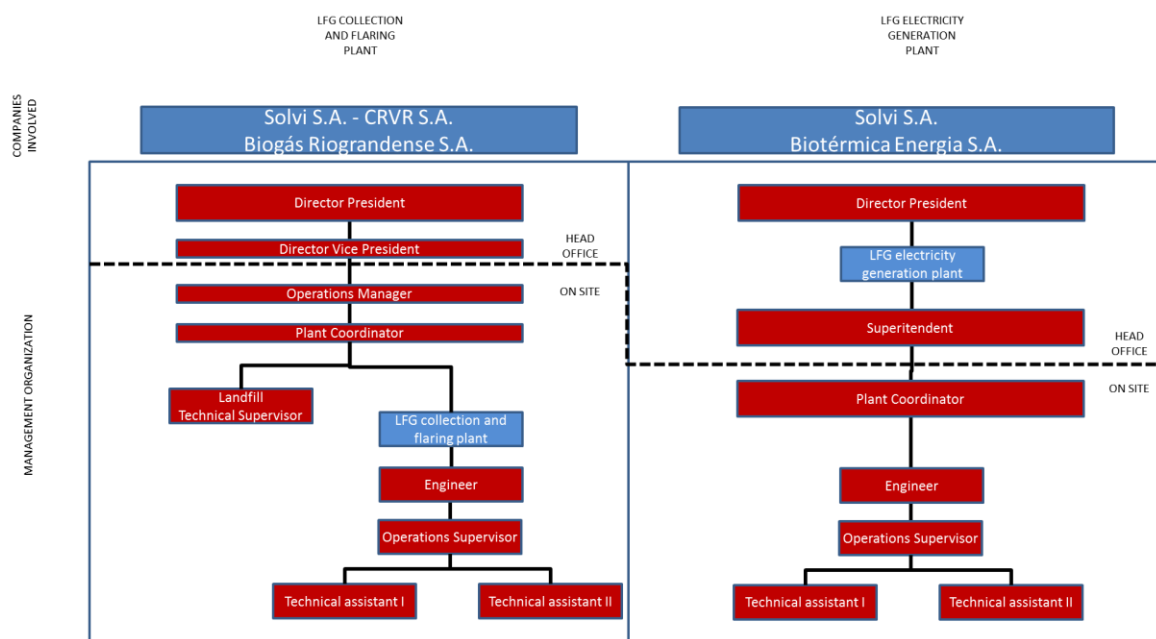 LFG COLLECTION
AND FLARING
PLANT
LFG ELECTRICITY
GENERATION
PLANT
COMPANIES
INVOLVED
Solvi S.A. - CRVR S.A.
Biogás Riograndense S.A.
Solvi S.A.
Biotérmica Energia S.A.
MANAGEMENT ORGANIZATION
Director President
Director Vice President
HEAD
OFFICE
ON SITE
Operations Manager
Plant Coordinator
Landfill
Technical Supervisor
LFG collection and
flaring plant
Engineer
Operations Supervisor
Technical assistant I
Technical assistant II
Director President
LFG electricity
generation plant
Superitendent
HEAD
OFFICE
ON SITE
Plant Coordinator
Engineer
Operations Supervisor
Technical assistant I
Technical assistant II